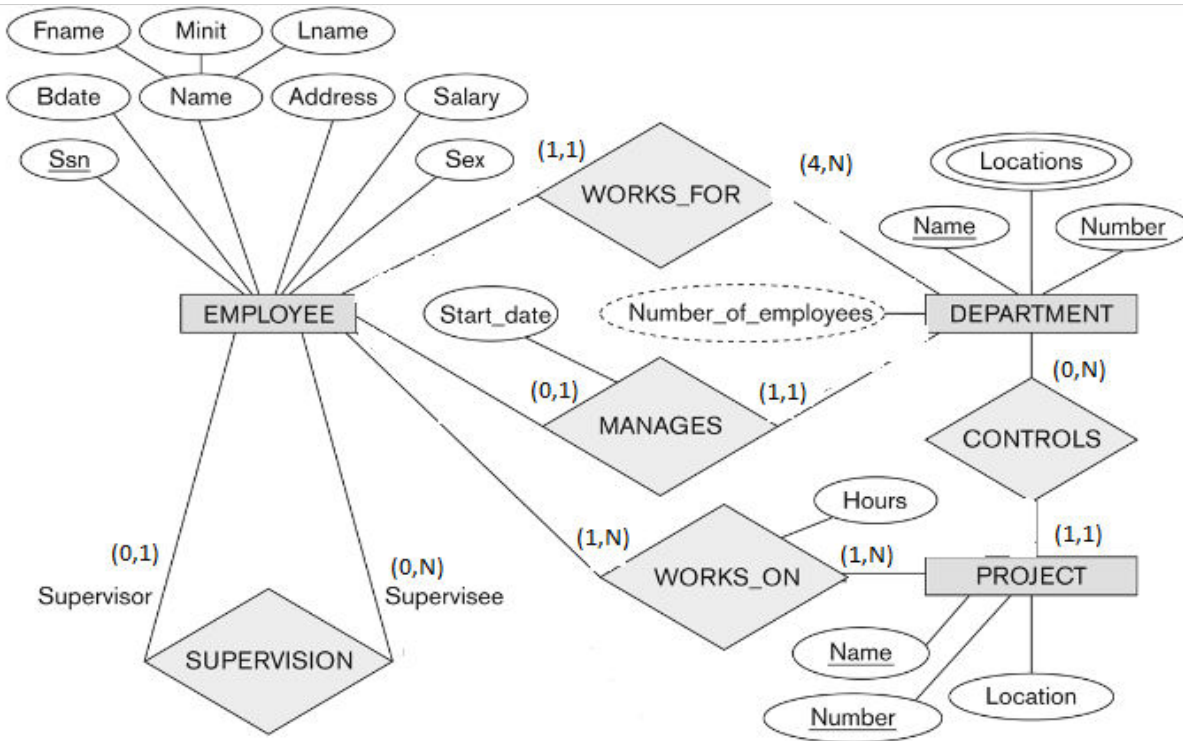 Fname
Minit
Lname
Bdate
Name
Address
Salary
Ssn
Sex
(1,1)
WORKS_FOR
(4,N)
Locations
Name
Number
EMPLOYEE
Start_date
Number_of_employees
DEPARTMENT
(0,1)
MANAGES
(1,1)
(0,N)
CONTROLS
Hours
(0,1)
Supervisor
(0,N)
Supervisee
(1,N)
WORKS_ON
(1,N)
(1,1)
PROJECT
SUPERVISION
Name
Number
Location